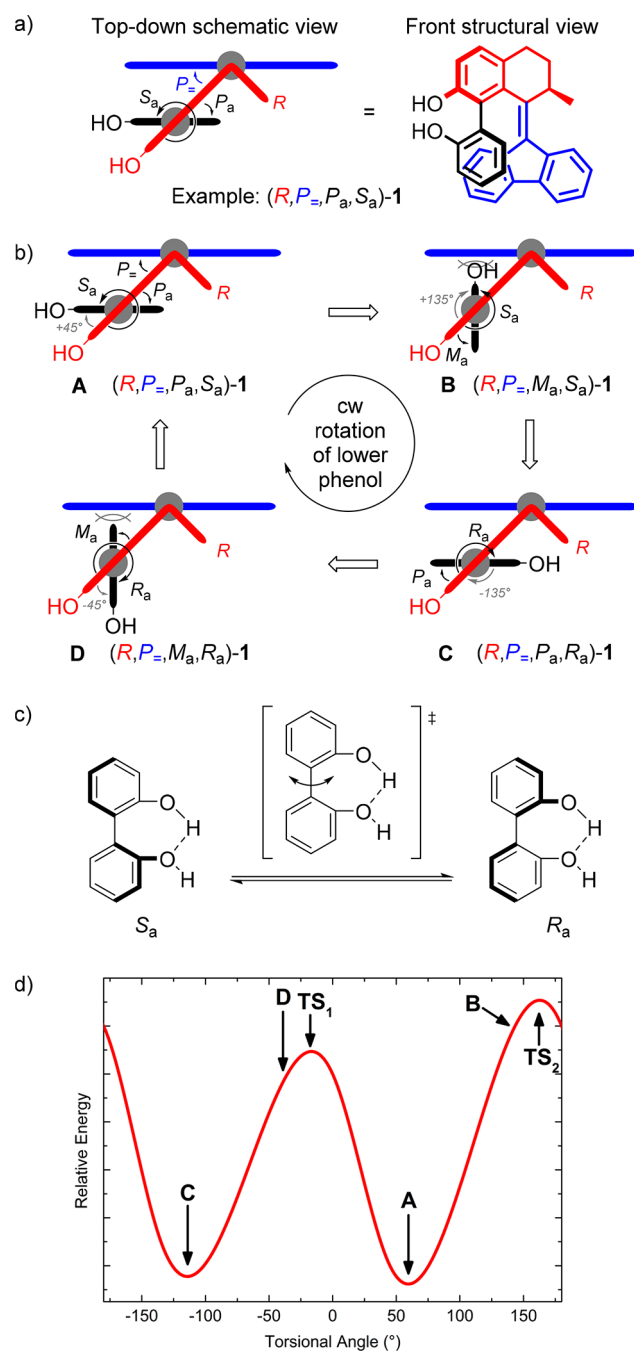 a)
Top-down schematic view
Front structural view
P=
Sa
Pa
R
HO
HO
=
HO
HO
Example: (R,P=,Pa,Sa)-1
b)
P=
Sa
Pa
R
HO
+45°
HO
A (R,P=,Pa,Sa)-1
OH
+135°
Sa
R
HO
Ma
B (R,P=,Ma,Sa)-1
cw
rotation
of lower
phenol
Ma
R
Ra
HO
-45°
OH
D (R,P=,Ma,Ra)-1
Ra
R
Pa
OH
HO
-135°
C (R,P=,Pa,Ra)-1
c)
‡
O
H
O
H
Sa
O
H
O
H
O
H
O
H
Ra
d)
D
TS1
B
TS2
C
A
Relative Energy
-150 -100 -50 0 50 100 150
Torsional Angle (°)